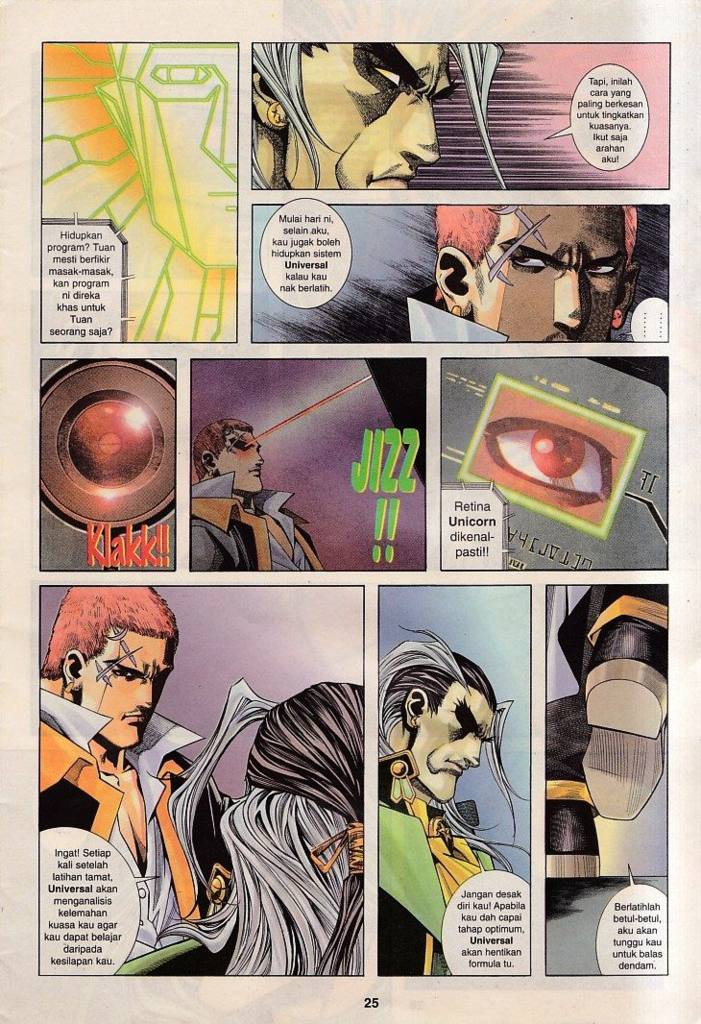 Hidupkan
program? Tuan
mesti berfikir
masak-masak,
kan program
ni direka
khas untuk
Tuan
seorang saja?
Tapi, inilah
cara yang
paling berkesan
untuk tingkatkan
kuasanya.
Ikut saja
arahan
aku!
Mulai hari ni,
selain aku,
kau jugak boleh
hidupkan sistem
Universal
kalau kau
nak berlatih.
......
Klakk!!
JIZZ
!!
Retina
Unicorn
dikenal-
pasti!!
Ingat! Setiap
kali setelah
latihan tamat,
Universal akan
menganalisis
kelemahan
kuasa kau agar
kau dapat belajar
daripada
kesilapan kau.
Jangan desak
diri kau! Apabila
kau dah capai
tahap optimum,
Universal
akan hentikan
formula tu.
Berlatihlah
betul-betul,
aku akan
tunggu kau
untuk balas
dendam.
25